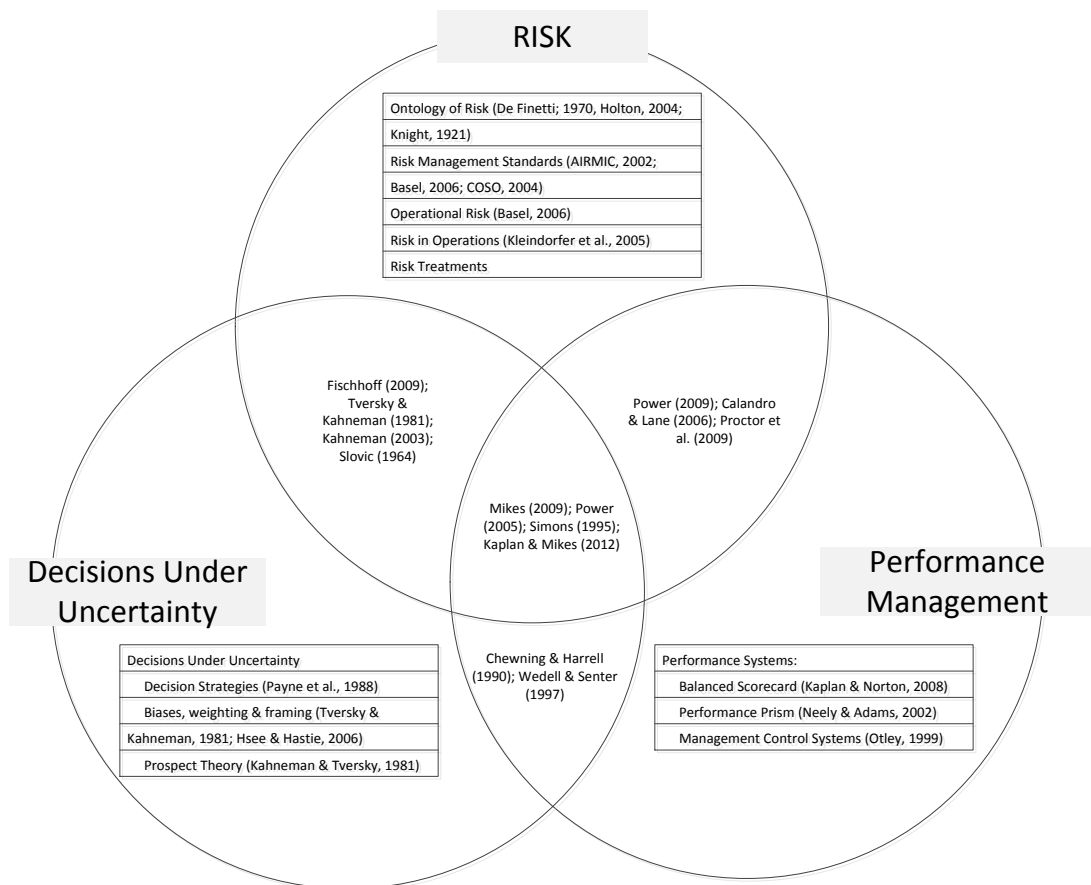 RISK
Ontology of Risk (De Finetti; 1970, Holton, 2004;
Knight, 1921)
Risk Management Standards (AIRMIC, 2002;
Basel, 2006; COSO, 2004)
Operational Risk (Basel, 2006)
Risk in Operations (Kleindorfer et al., 2005)
Risk Treatments
Fischhoff (2009);
Tversky &
Kahneman (1981);
Kahneman (2003);
Slovic (1964)
Power (2009); Calandro
& Lane (2006); Proctor
et al. (2009)
Mikes (2009); Power
(2005); Simons (1995);
Kaplan & Mikes (2012)
Decisions Under
Uncertainty
Performance
Management
Decisions Under Uncertainty
Decision Strategies (Payne et al., 1988)
Biases, weighting & framing (Tversky &
Kahneman, 1981; Hsee & Hastie, 2006)
Prospect Theory (Kahneman & Tversky, 1981)
Chewning & Harrell
(1990); Wedell & Senter
(1997)
Performance Systems:
Balanced Scorecard (Kaplan & Norton, 2008)
Performance Prism (Neely & Adams, 2002)
Management Control Systems (Otley, 1999)